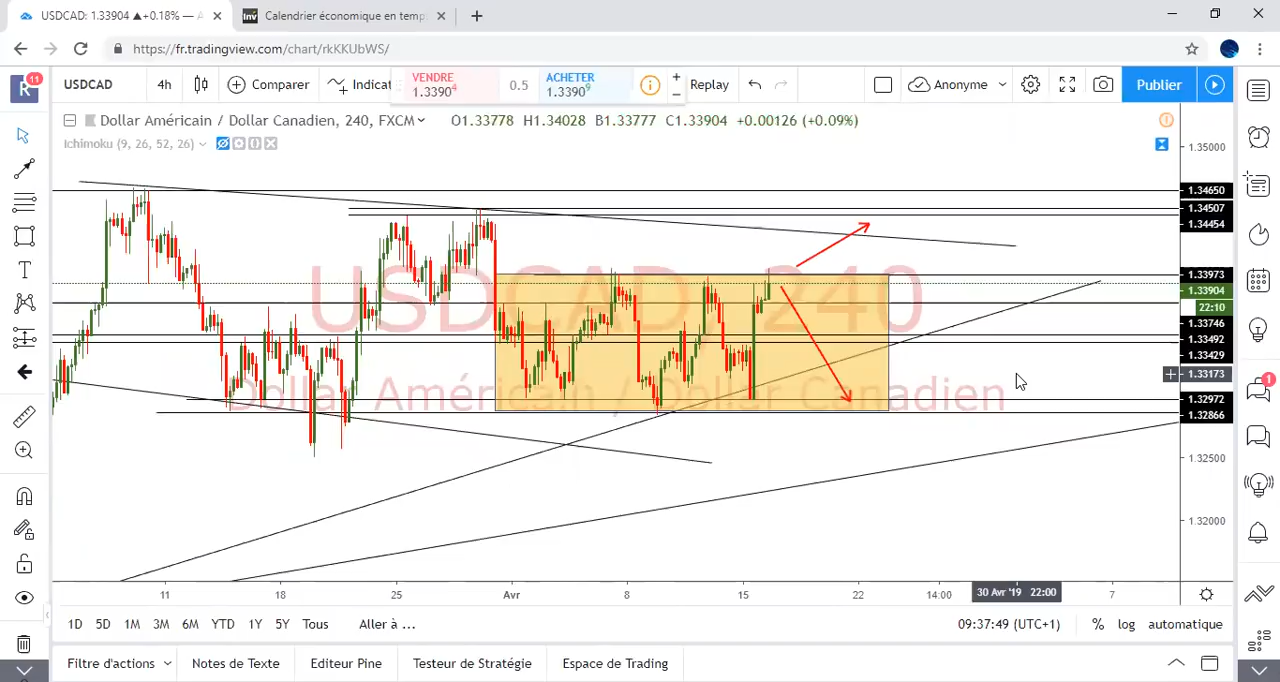 USDCAD: 1.33904 ▲+0.18% — A
Calendrier économique en temp
https://fr.tradingview.com/chart/rkKKUbWS/
R 11
USDCAD 4h Comparer Indicat VENDRE 1.33904 0.5 ACHETER 1.33909 + − Replay Anonyme Publier
Dollar Américain / Dollar Canadien, 240, FXCM O1.33778 H1.34028 B1.33777 C1.33904 +0.00126 (+0.09%)
Ichimoku (9, 26, 52, 26)
USDCAD, 240
Dollar Américain / Dollar Canadien
1.35000
1.34650
1.34507
1.34454
1.33973
1.33904
22:10
1.33746
1.33492
1.33429
1.33173
1.32972
1.32866
1.32500
1.32000
1
11 18 25 Avr 8 15 22 14:00 30 Avr '19 22:00 7
1D 5D 1M 3M 6M YTD 1Y 5Y Tous Aller à ... 09:37:49 (UTC+1) % log automatique
Filtre d'actions Notes de Texte Editeur Pine Testeur de Stratégie Espace de Trading